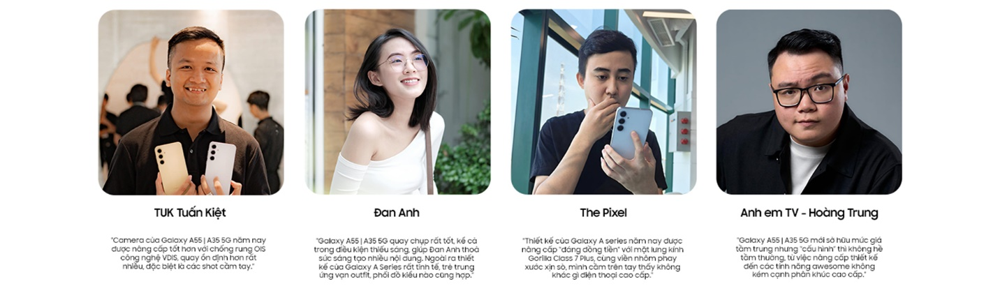 TUK Tuấn Kiệt
"Camera của Galaxy A55 | A35 5G năm nay
được nâng cấp tốt hơn với chống rung OIS
công nghệ VDIS, quay ổn định hơn rất
nhiều, đặc biệt là các shot cầm tay."
Đan Anh
"Galaxy A55 | A35 5G quay chụp rất tốt, kể cả
trong điều kiện thiếu sáng, giúp Đan Anh thoả
sức sáng tạo nhiều nội dung. Ngoài ra thiết
kế của Galaxy A Series rất tinh tế, trẻ trung
ứng vạn outfit, phối đồ kiểu nào cũng hợp."
The Pixel
"Thiết kế của Galaxy A series năm nay được
nâng cấp "đáng đồng tiền" với mặt lưng kính
Gorilla Class 7 Plus, cùng viền nhôm phay
xước xịn sò, mình cầm trên tay thấy không
khác gì điện thoại cao cấp."
Anh em TV - Hoàng Trung
"Galaxy A55 | A35 5G mới sở hữu mức giá
tầm trung nhưng "cấu hình" thì không hề
tầm thường, từ việc nâng cấp thiết kế
đến các tính năng awesome không
kém cạnh phân khúc cao cấp."